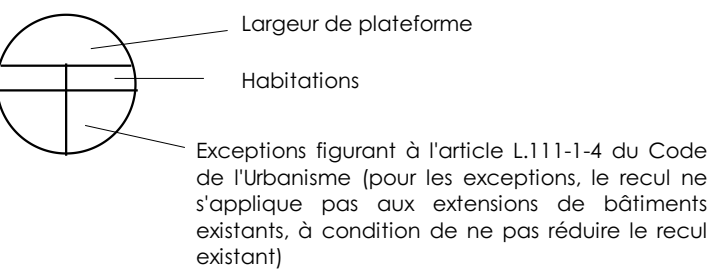 Largeur de plateforme
Habitations
Exceptions figurant à l'article L.111-1-4 du Code
de l'Urbanisme (pour les exceptions, le recul ne
s'applique pas aux extensions de bâtiments
existants, à condition de ne pas réduire le recul
existant)